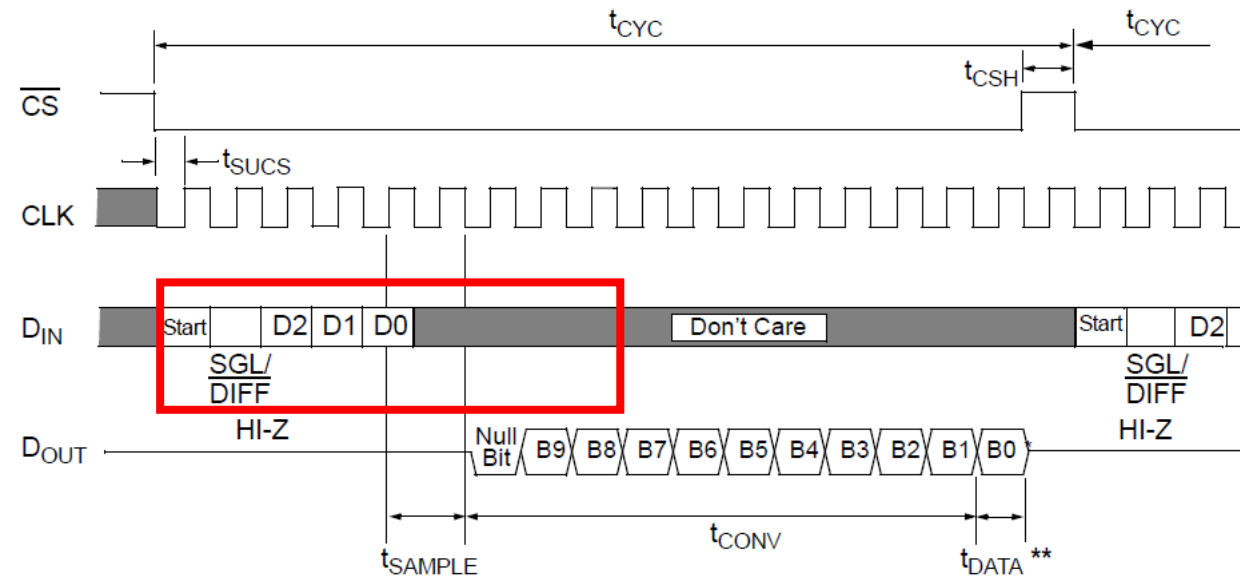 tCYC tCYC
tCSH
CS
tSUCS
CLK
DIN Start D2 D1 D0 Don't Care Start D2
SGL/ SGL/
DIFF DIFF
HI-Z HI-Z
DOUT Null B9 B8 B7 B6 B5 B4 B3 B2 B1 B0 *
Bit
tCONV
tSAMPLE tDATA **